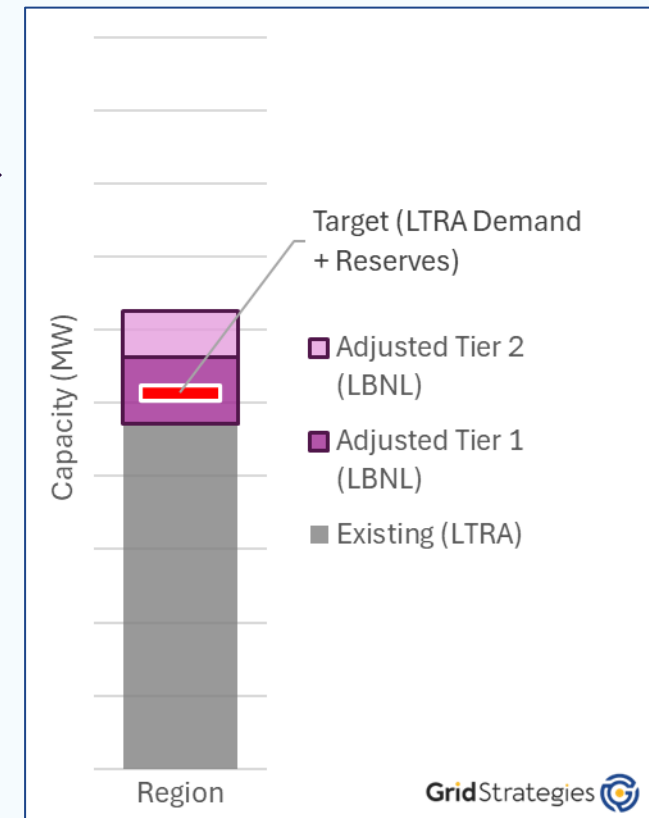 Target (LTRA Demand
+ Reserves)
Capacity (MW)
Adjusted Tier 2
(LBNL)
Adjusted Tier 1
(LBNL)
Existing (LTRA)
Region
GridStrategies